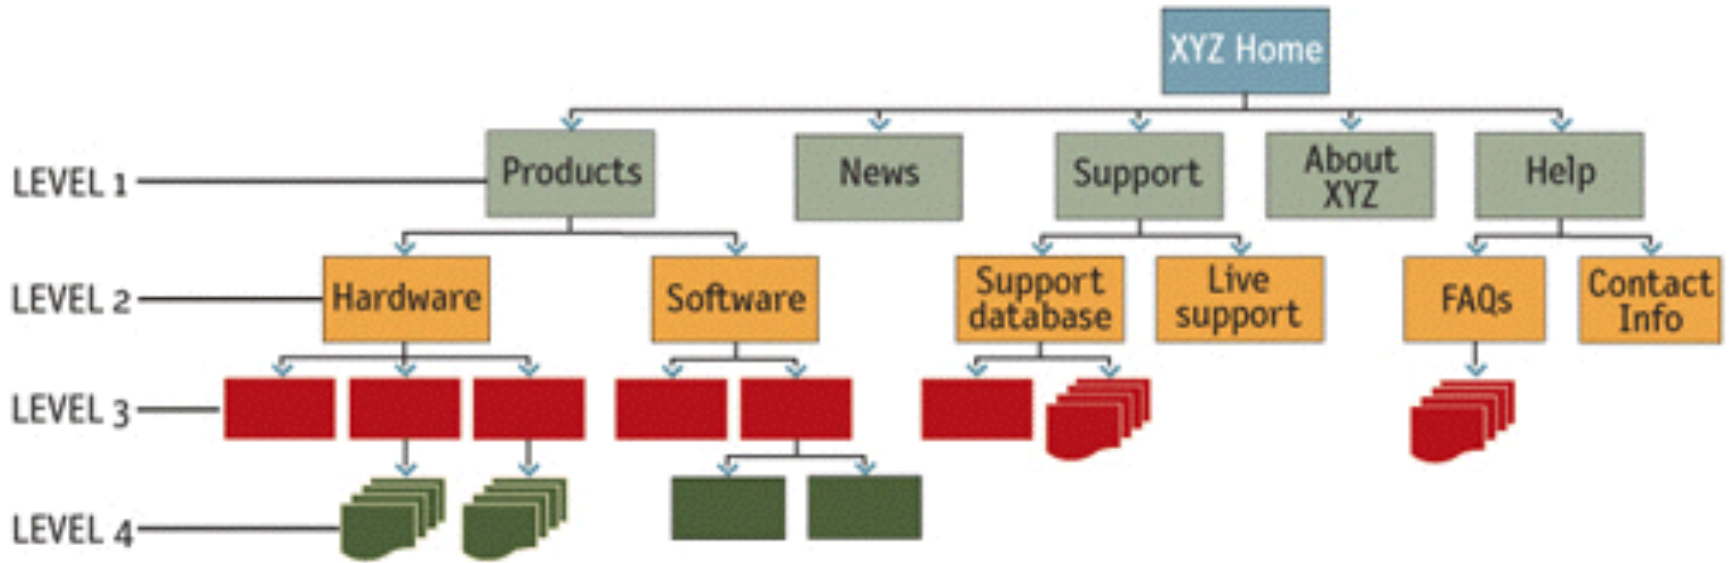 XYZ Home
LEVEL 1
Products
News
Support
About
XYZ
Help
LEVEL 2
Hardware
Software
Support
database
Live
support
FAQs
Contact
Info
LEVEL 3
LEVEL 4